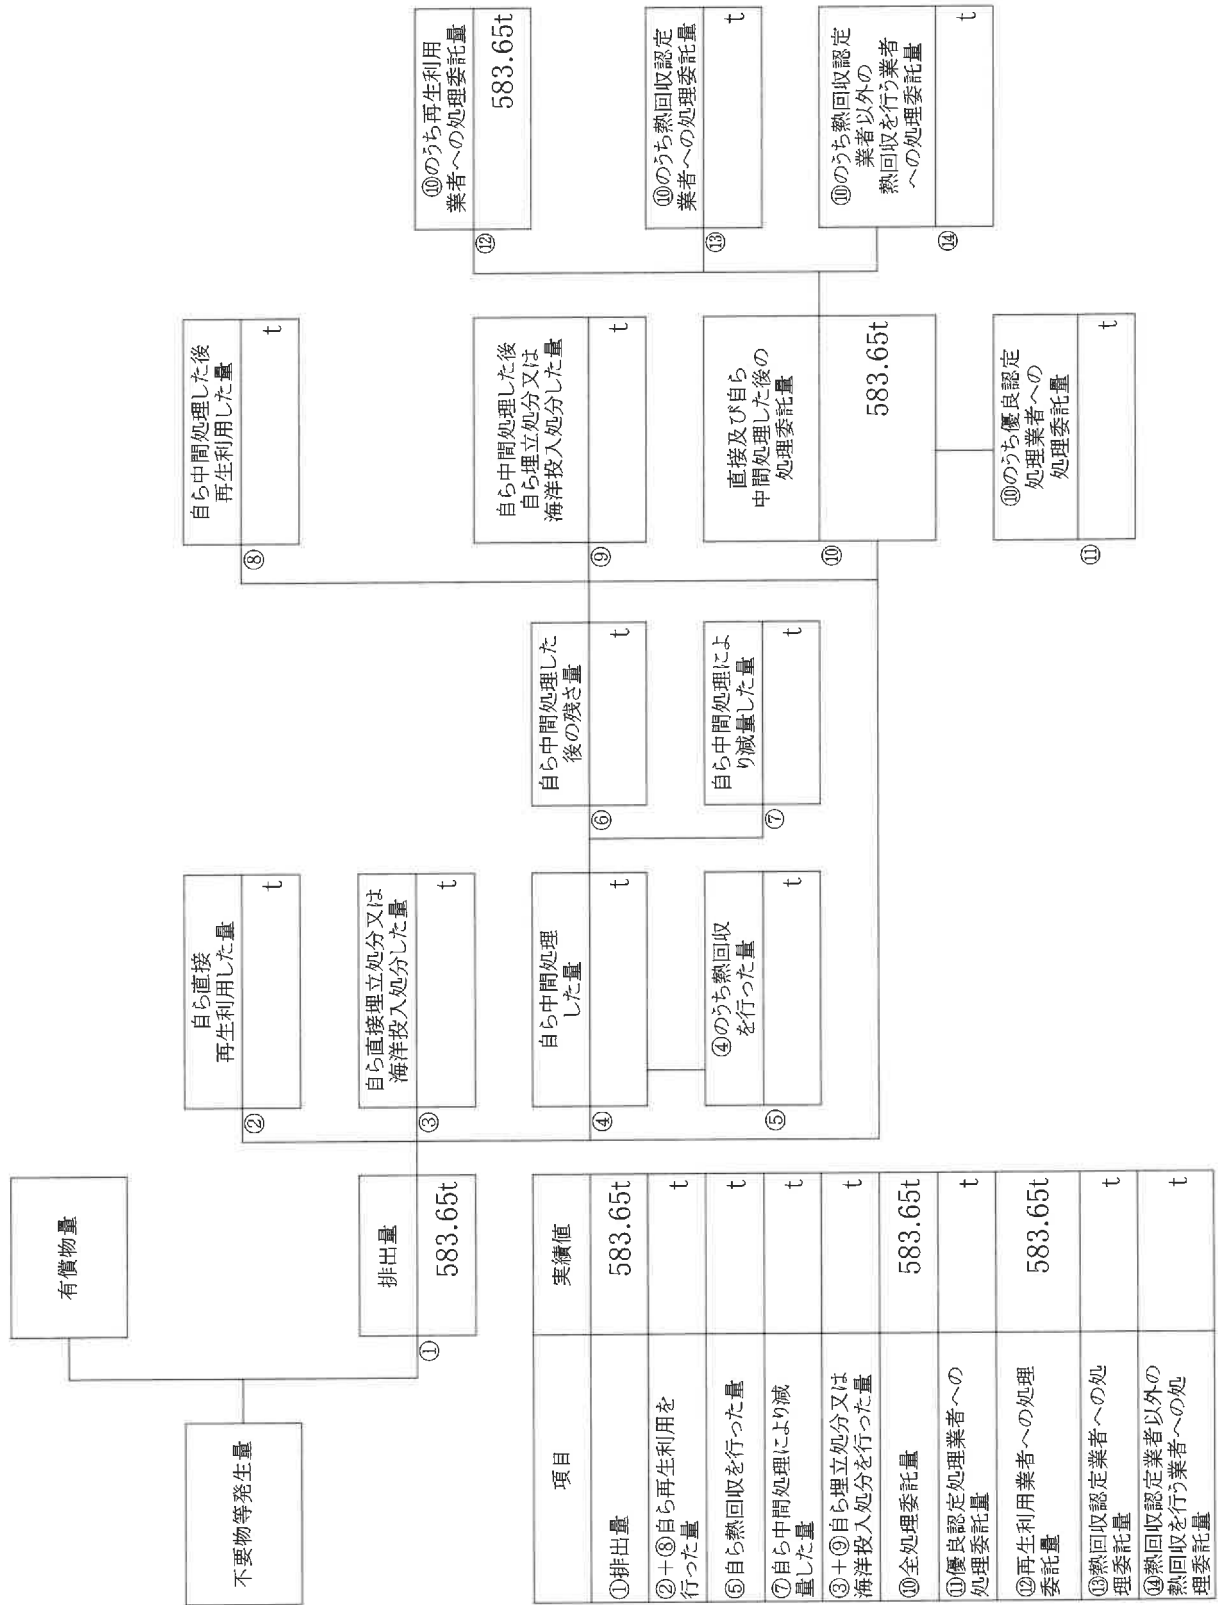 不要物等発生量
有償物量
排出量
①
583.65t
自ら直接
再生利用した量
②
t
自ら直接埋立処分又は
海洋投入処分した量
③
t
自ら中間処理
した量
④
t
④のうち熱回収
を行った量
⑤
t
自ら中間処理した
後の残さ量
⑥
t
自ら中間処理によ
り減量した量
⑦
t
自ら中間処理した後
再生利用した量
⑧
t
自ら中間処理した後
自ら埋立処分又は
海洋投入処分した量
⑨
t
直接及び自ら
中間処理した後の
処理委託量
⑩
583.65t
⑩のうち優良認定
処理業者への
処理委託量
⑪
t
⑩のうち再生利用
業者への処理委託量
⑫
583.65t
⑩のうち熱回収認定
業者への処理委託量
⑬
t
⑩のうち熱回収認定
業者以外の
熱回収を行う業者
への処理委託量
⑭
t
項目 実績値
①排出量 583.65t
②+⑧自ら再生利用を
行った量 t
⑤自ら熱回収を行った量 t
⑦自ら中間処理により減
量した量 t
③+⑨自ら埋立処分又は
海洋投入処分を行った量 t
⑩全処理委託量 583.65t
⑪優良認定処理業者への
処理委託量 t
⑫再生利用業者への処理
委託量 583.65t
⑬熱回収認定業者への処
理委託量 t
⑭熱回収認定業者以外の
熱回収を行う業者への処
理委託量 t